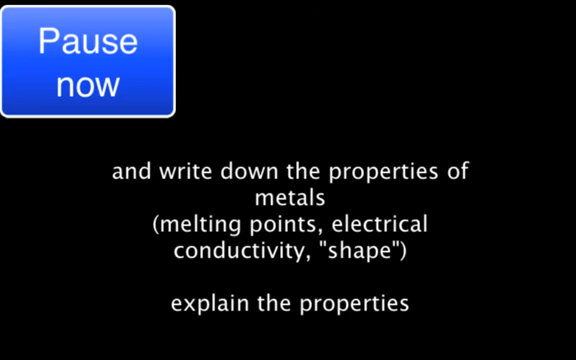 Pause
now
and write down the properties of
metals
(melting points, electrical
conductivity, "shape")
explain the properties